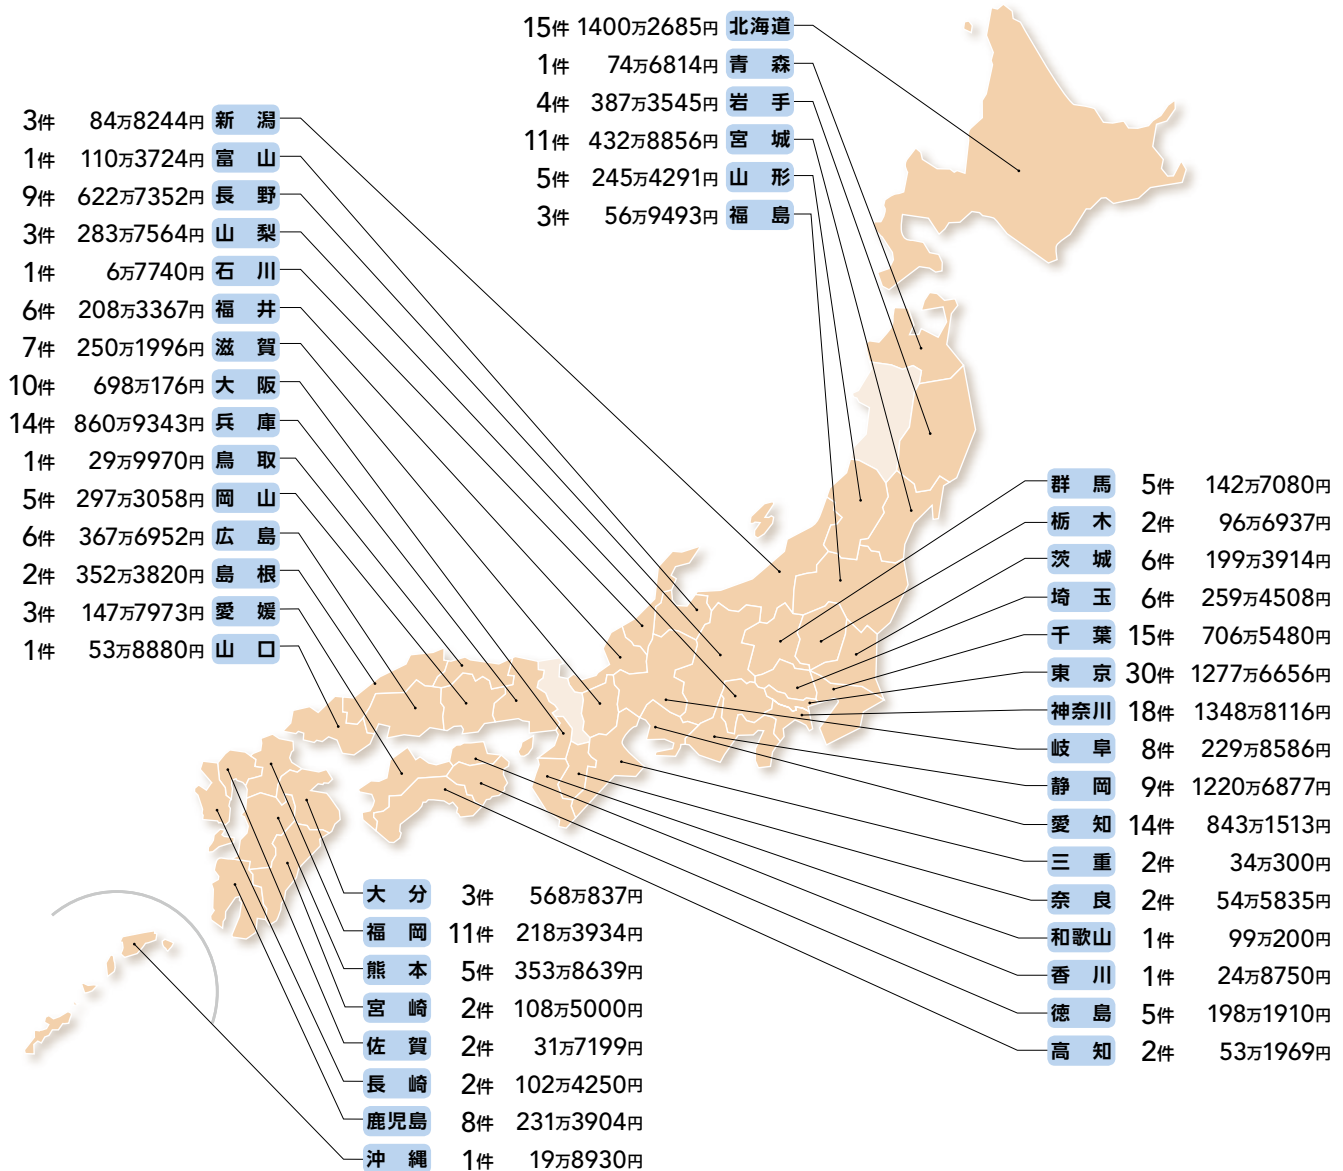 15件 1400万2685円 北海道
1件 74万6814円 青森
4件 387万3545円 岩手
11件 432万8856円 宮城
5件 245万4291円 山形
3件 56万9493円 福島
3件 84万8244円 新潟
1件 110万3724円 富山
9件 622万7352円 長野
3件 283万7564円 山梨
1件 6万7740円 石川
6件 208万3367円 福井
7件 250万1996円 滋賀
10件 698万176円 大阪
14件 860万9343円 兵庫
1件 29万9970円 鳥取
5件 297万3058円 岡山
6件 367万6952円 広島
2件 352万3820円 島根
3件 147万7973円 愛媛
1件 53万8880円 山口
群馬 5件 142万7080円
栃木 2件 96万6937円
茨城 6件 199万3914円
埼玉 6件 259万4508円
千葉 15件 706万5480円
東京 30件 1277万6656円
神奈川 18件 1348万8116円
岐阜 8件 229万8586円
静岡 9件 1220万6877円
愛知 14件 843万1513円
三重 2件 34万300円
奈良 2件 54万5835円
和歌山 1件 99万200円
香川 1件 24万8750円
徳島 5件 198万1910円
高知 2件 53万1969円
大分 3件 568万837円
福岡 11件 218万3934円
熊本 5件 353万8639円
宮崎 2件 108万5000円
佐賀 2件 31万7199円
長崎 2件 102万4250円
鹿児島 8件 231万3904円
沖縄 1件 19万8930円